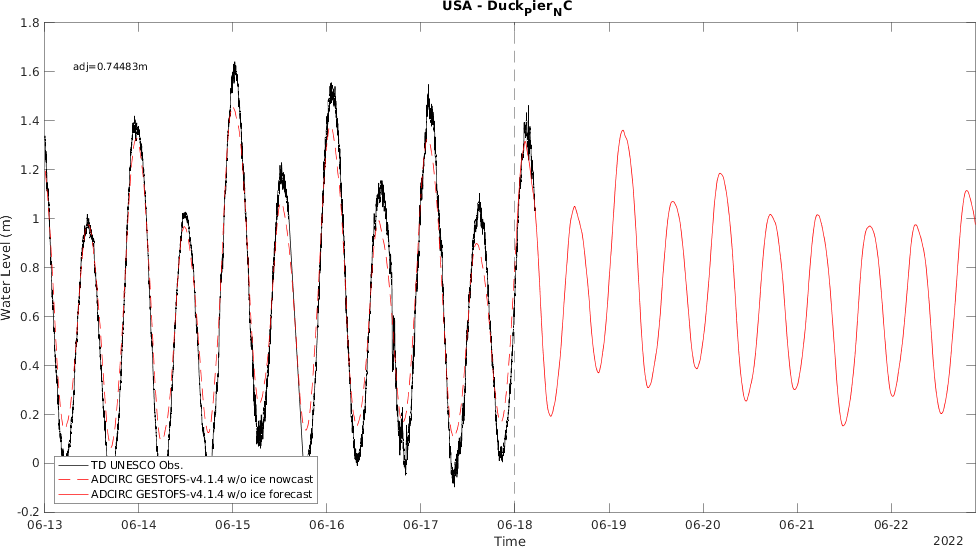 USA - Duck_Pier_NC
1.8
1.6
1.4
1.2
1
0.8
0.6
0.4
0.2
0
-0.2
Water Level (m)
adj=0.74483m
TD UNESCO Obs.
ADCIRC GESTOFS-v4.1.4 w/o ice nowcast
ADCIRC GESTOFS-v4.1.4 w/o ice forecast
06-13 06-14 06-15 06-16 06-17 06-18 06-19 06-20 06-21 06-22
Time
2022